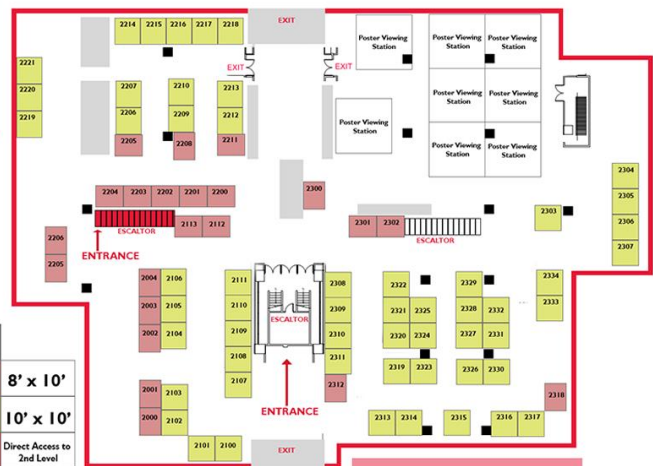 2214 2215 2216 2217 2218
EXIT
Poster Viewing
Station
Poster Viewing
Station
Poster Viewing
Station
EXIT
EXIT
2221
2220
2219
2207
2206
2205
2210
2209
2208
2213
2212
2211
Poster Viewing
Station
Poster Viewing
Station
Poster Viewing
Station
Poster Viewing
Station
Poster Viewing
Station
2204 2203 2202 2201 2200
2300
2304
2305
2306
2307
2303
ESCALTOR
2113 2112
2301 2302
ESCALTOR
ENTRANCE
2206
2205
2004
2003
2002
2106
2105
2104
2111
2110
2109
2108
2107
ESCALTOR
2308
2309
2310
2311
2312
2322
2321 2325
2320 2324
2319 2323
2329
2328 2332
2327 2331
2326 2330
2334
2333
2318
8' x 10'
10' x 10'
Direct Access to
2nd Level
2001
2000
2103
2102
ENTRANCE
2313 2314
2315
2316 2317
2101 2100
EXIT